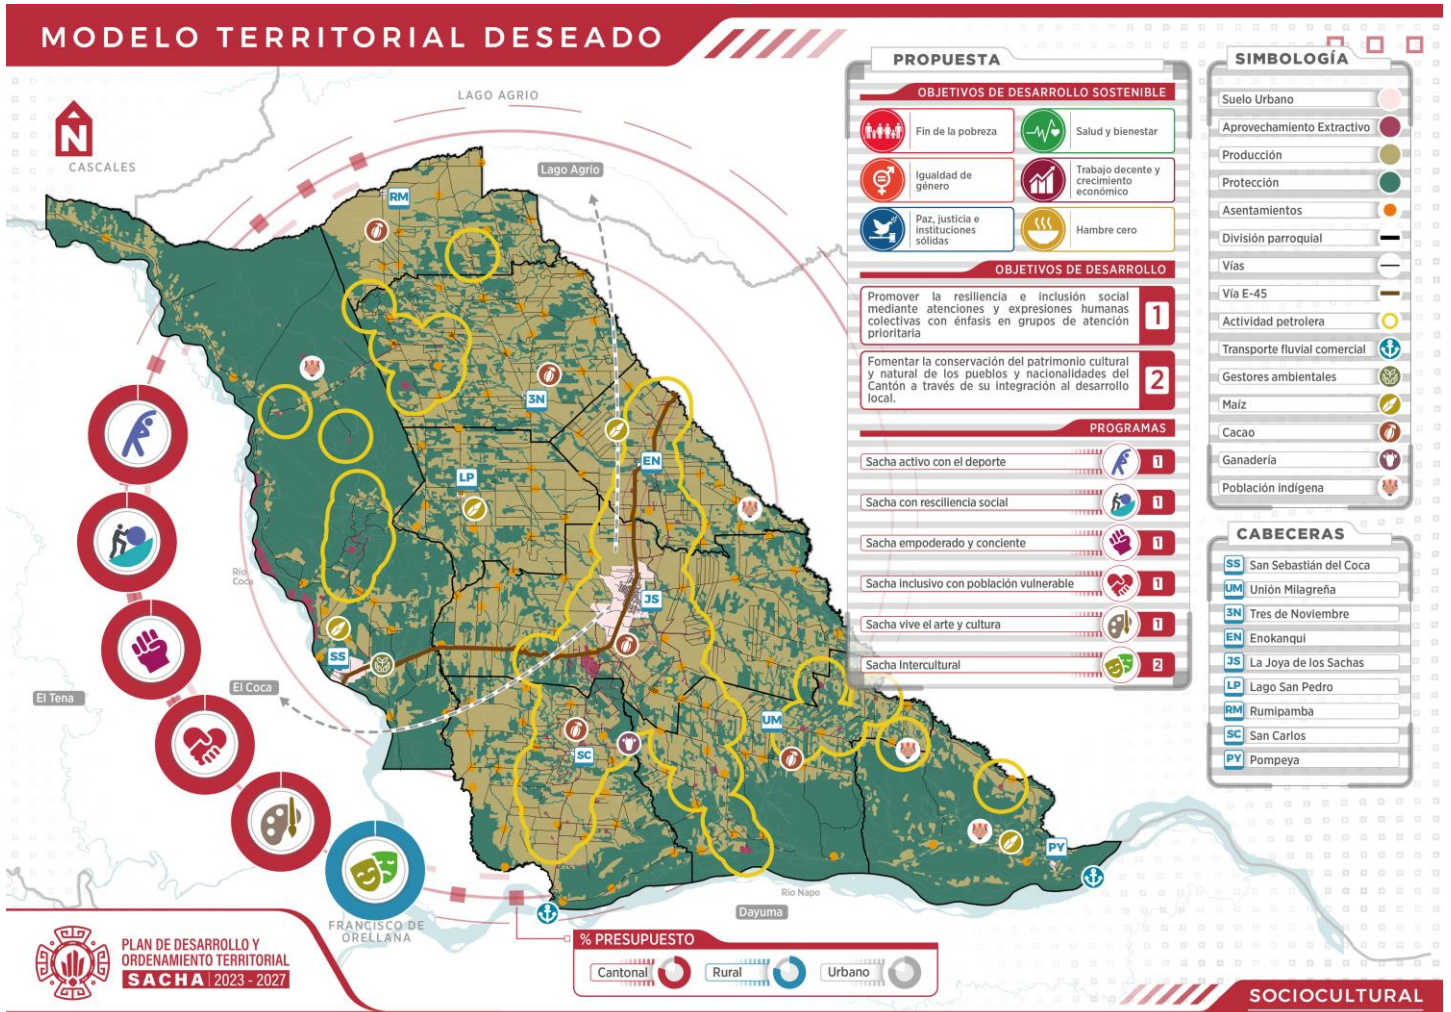 MODELO TERRITORIAL DESEADO
N
CASCALES
LAGO AGRIO
Lago Agrio
RM
3N
LP
EN
JS
SS
UM
SC
PY
Río
Coca
El Tena
El Coca
Río Napo
Dayuma
FRANCISCO DE
ORELLANA
PROPUESTA
OBJETIVOS DE DESARROLLO SOSTENIBLE
Fin de la pobreza
Salud y bienestar
Igualdad de
género
Trabajo decente y
crecimiento
económico
Paz, justicia e
instituciones
sólidas
Hambre cero
OBJETIVOS DE DESARROLLO
Promover la resiliencia e inclusión social
mediante atenciones y expresiones humanas
colectivas con énfasis en grupos de atención
prioritaria
1
Fomentar la conservación del patrimonio cultural
y natural de los pueblos y nacionalidades del
Cantón a través de su integración al desarrollo
local.
2
PROGRAMAS
Sacha activo con el deporte 1
Sacha con resciliencia social 1
Sacha empoderado y conciente 1
Sacha inclusivo con población vulnerable 1
Sacha vive el arte y cultura 1
Sacha Intercultural 2
SIMBOLOGÍA
Suelo Urbano
Aprovechamiento Extractivo
Producción
Protección
Asentamientos
División parroquial
Vías
Vía E-45
Actividad petrolera
Transporte fluvial comercial
Gestores ambientales
Maíz
Cacao
Ganadería
Población indígena
CABECERAS
SS San Sebastián del Coca
UM Unión Milagreña
3N Tres de Noviembre
EN Enokanqui
JS La Joya de los Sachas
LP Lago San Pedro
RM Rumipamba
SC San Carlos
PY Pompeya
% PRESUPUESTO
Cantonal
Rural
Urbano
PLAN DE DESARROLLO Y
ORDENAMIENTO TERRITORIAL
SACHA | 2023 - 2027
SOCIOCULTURAL